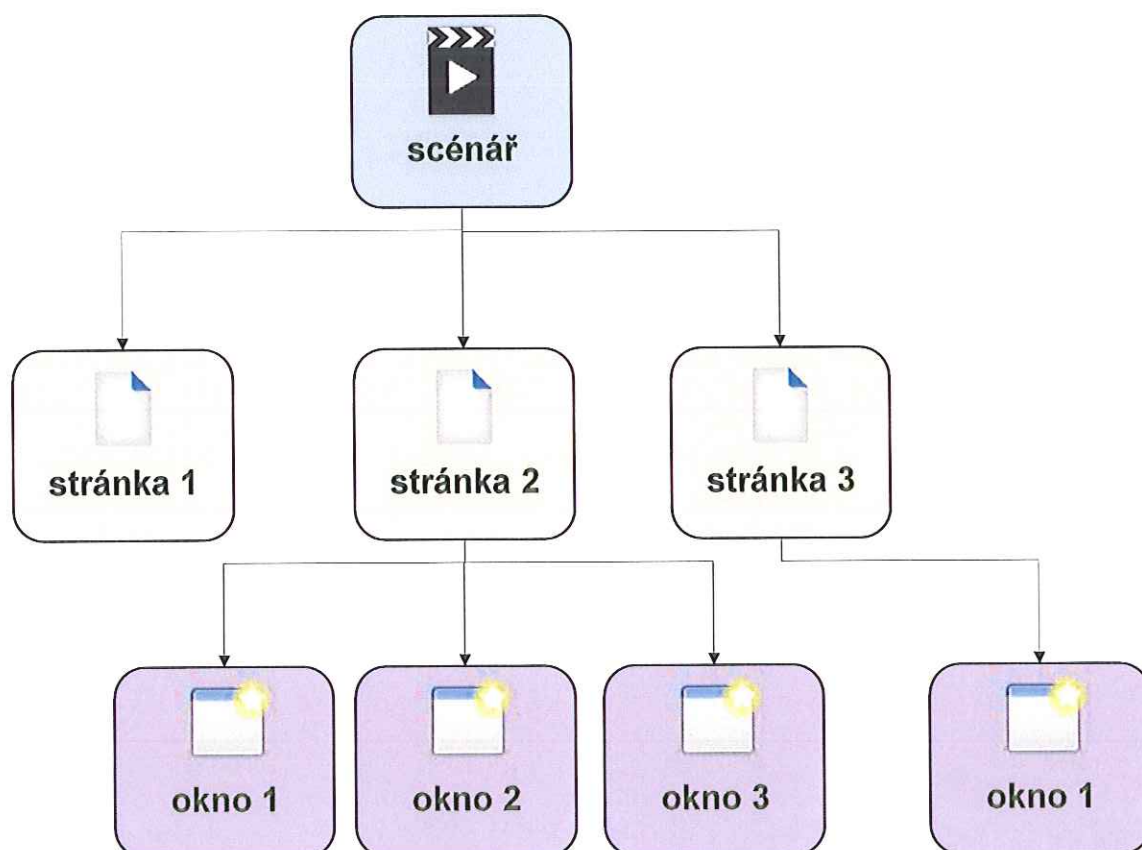 scénář
stránka 1
stránka 2
stránka 3
okno 1
okno 2
okno 3
okno 1